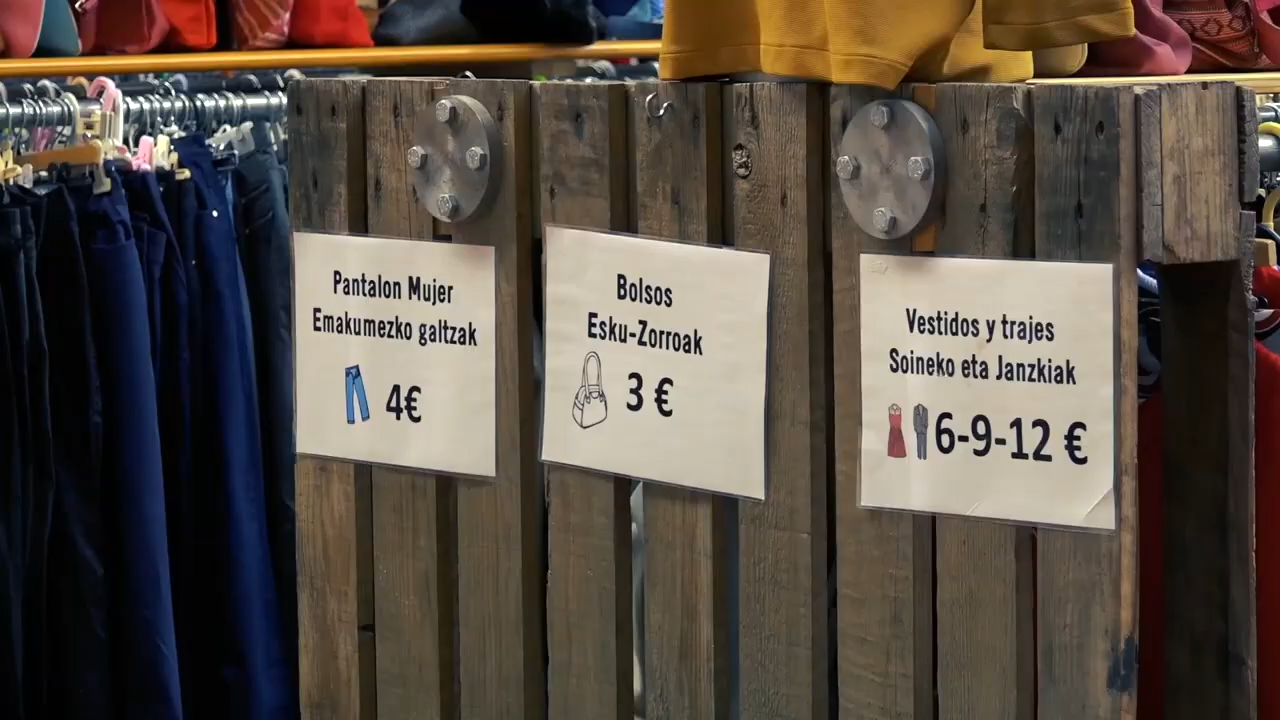 Pantalon Mujer
Emakumezko galtzak
4€
Bolsos
Esku-Zorroak
3 €
Vestidos y trajes
Soineko eta Janzkiak
6-9-12 €